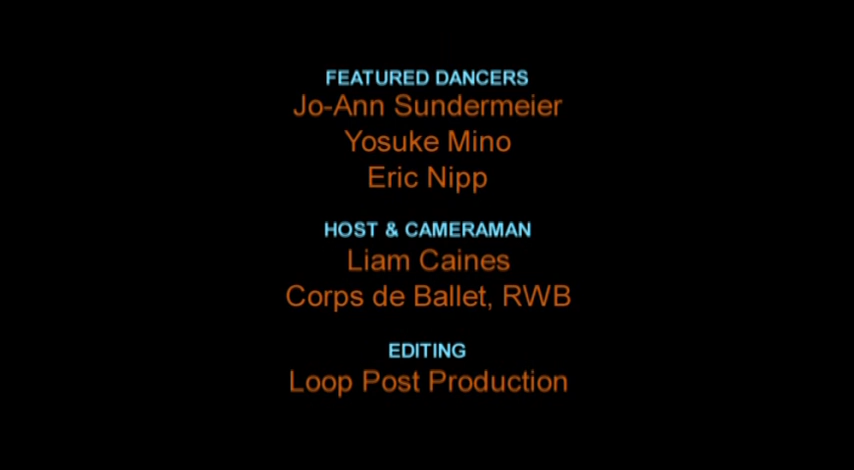 FEATURED DANCERS
Jo-Ann Sundermeier
Yosuke Mino
Eric Nipp
HOST & CAMERAMAN
Liam Caines
Corps de Ballet, RWB
EDITING
Loop Post Production